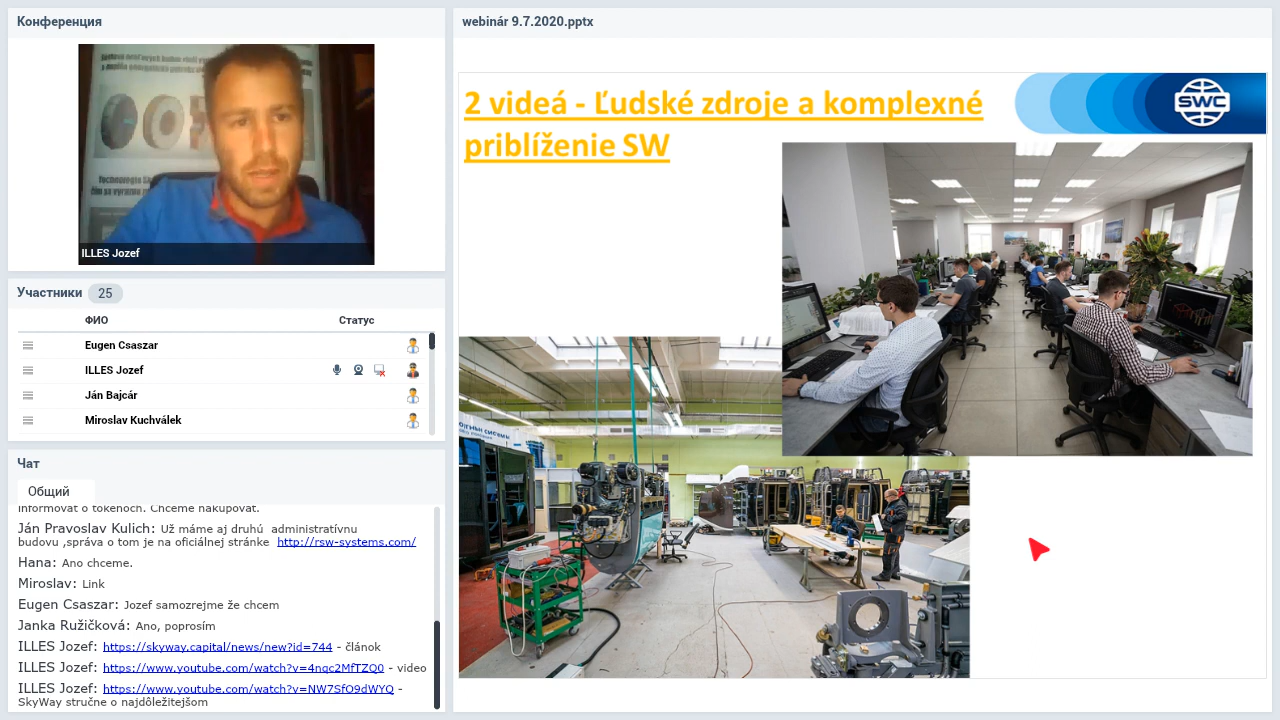 Конференция
ILLES Jozef
Участники 25
ФИО Статус
Eugen Csaszar
ILLES Jozef
Ján Bajcár
Miroslav Kuchválek
Чат
Общий
informovat o tokenoch. Chceme nakupovat.
Ján Pravoslav Kulich: Už máme aj druhú administratívnu
budovu ,správa o tom je na oficiálnej stránke http://rsw-systems.com/
Hana: Ano chceme.
Miroslav: Link
Eugen Csaszar: Jozef samozrejme že chcem
Janka Ružičková: Ano, poprosím
ILLES Jozef: https://skyway.capital/news/new?id=744 - článok
ILLES Jozef: https://www.youtube.com/watch?v=4nqc2MfTZQ0 - video
ILLES Jozef: https://www.youtube.com/watch?v=NW7SfO9dWYQ -
SkyWay stručne o najdôležitejšom
webinár 9.7.2020.pptx
2 videá - Ľudské zdroje a komplexné
priblíženie SW
SWC